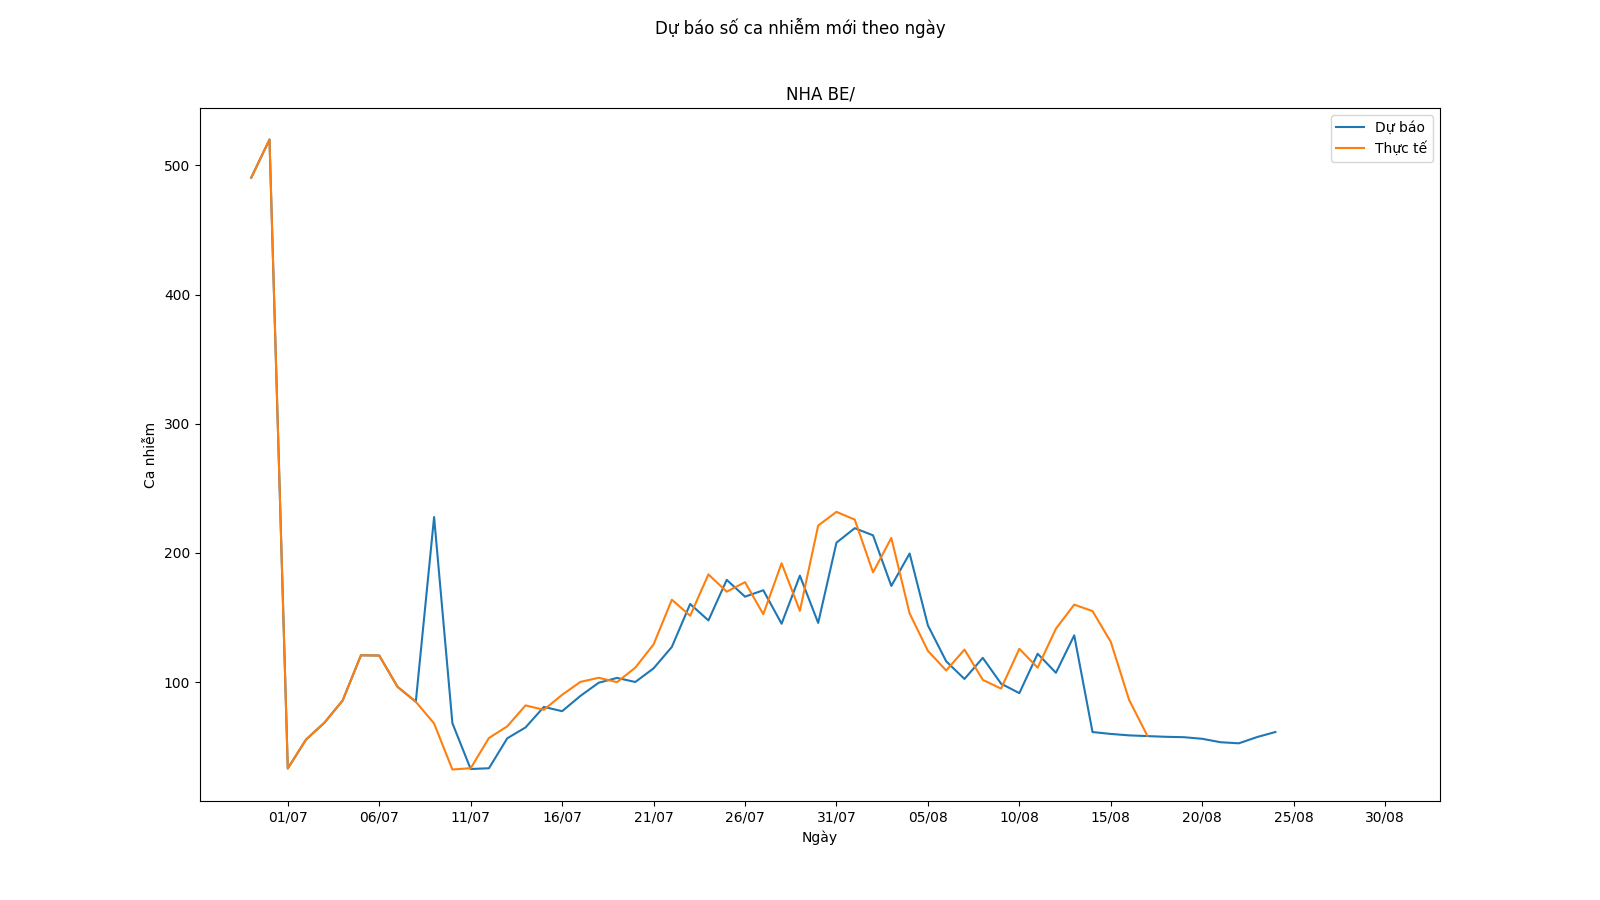 Dự báo số ca nhiễm mới theo ngày
NHA BE/
Dự báo
Thực tế
500
400
300
200
100
Ca nhiễm
01/07 06/07 11/07 16/07 21/07 26/07 31/07 05/08 10/08 15/08 20/08 25/08 30/08
Ngày